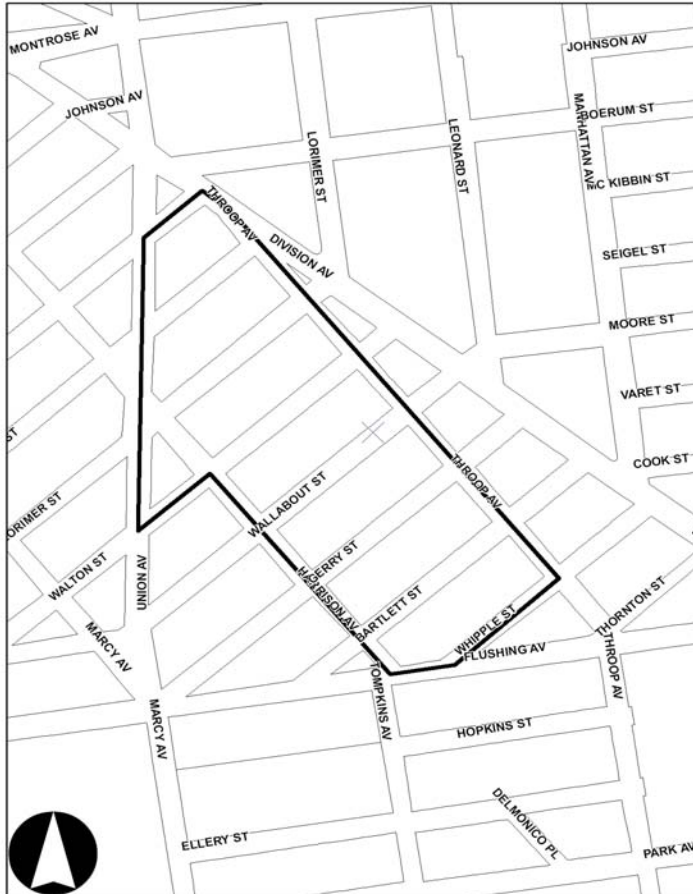 MONTROSE AV
JOHNSON AV
JOHNSON AV
BOERUM ST
MANHATTAN AV
LORIMER ST
LEONARD ST
MC KIBBIN ST
THROOP AV
DIVISION AV
SEIGEL ST
MOORE ST
VARET ST
ST
COOK ST
THROOP AV
WALLABOUT ST
LORIMER ST
GERRY ST
WALTON ST
UNION AV
HARRISON AV
BARTLETT ST
WHIPPLE ST
THORNTON ST
MARCY AV
FLUSHING AV
THROOP AV
TOMPKINS AV
MARCY AV
HOPKINS ST
DELMONICO PL
ELLERY ST
PARK AV